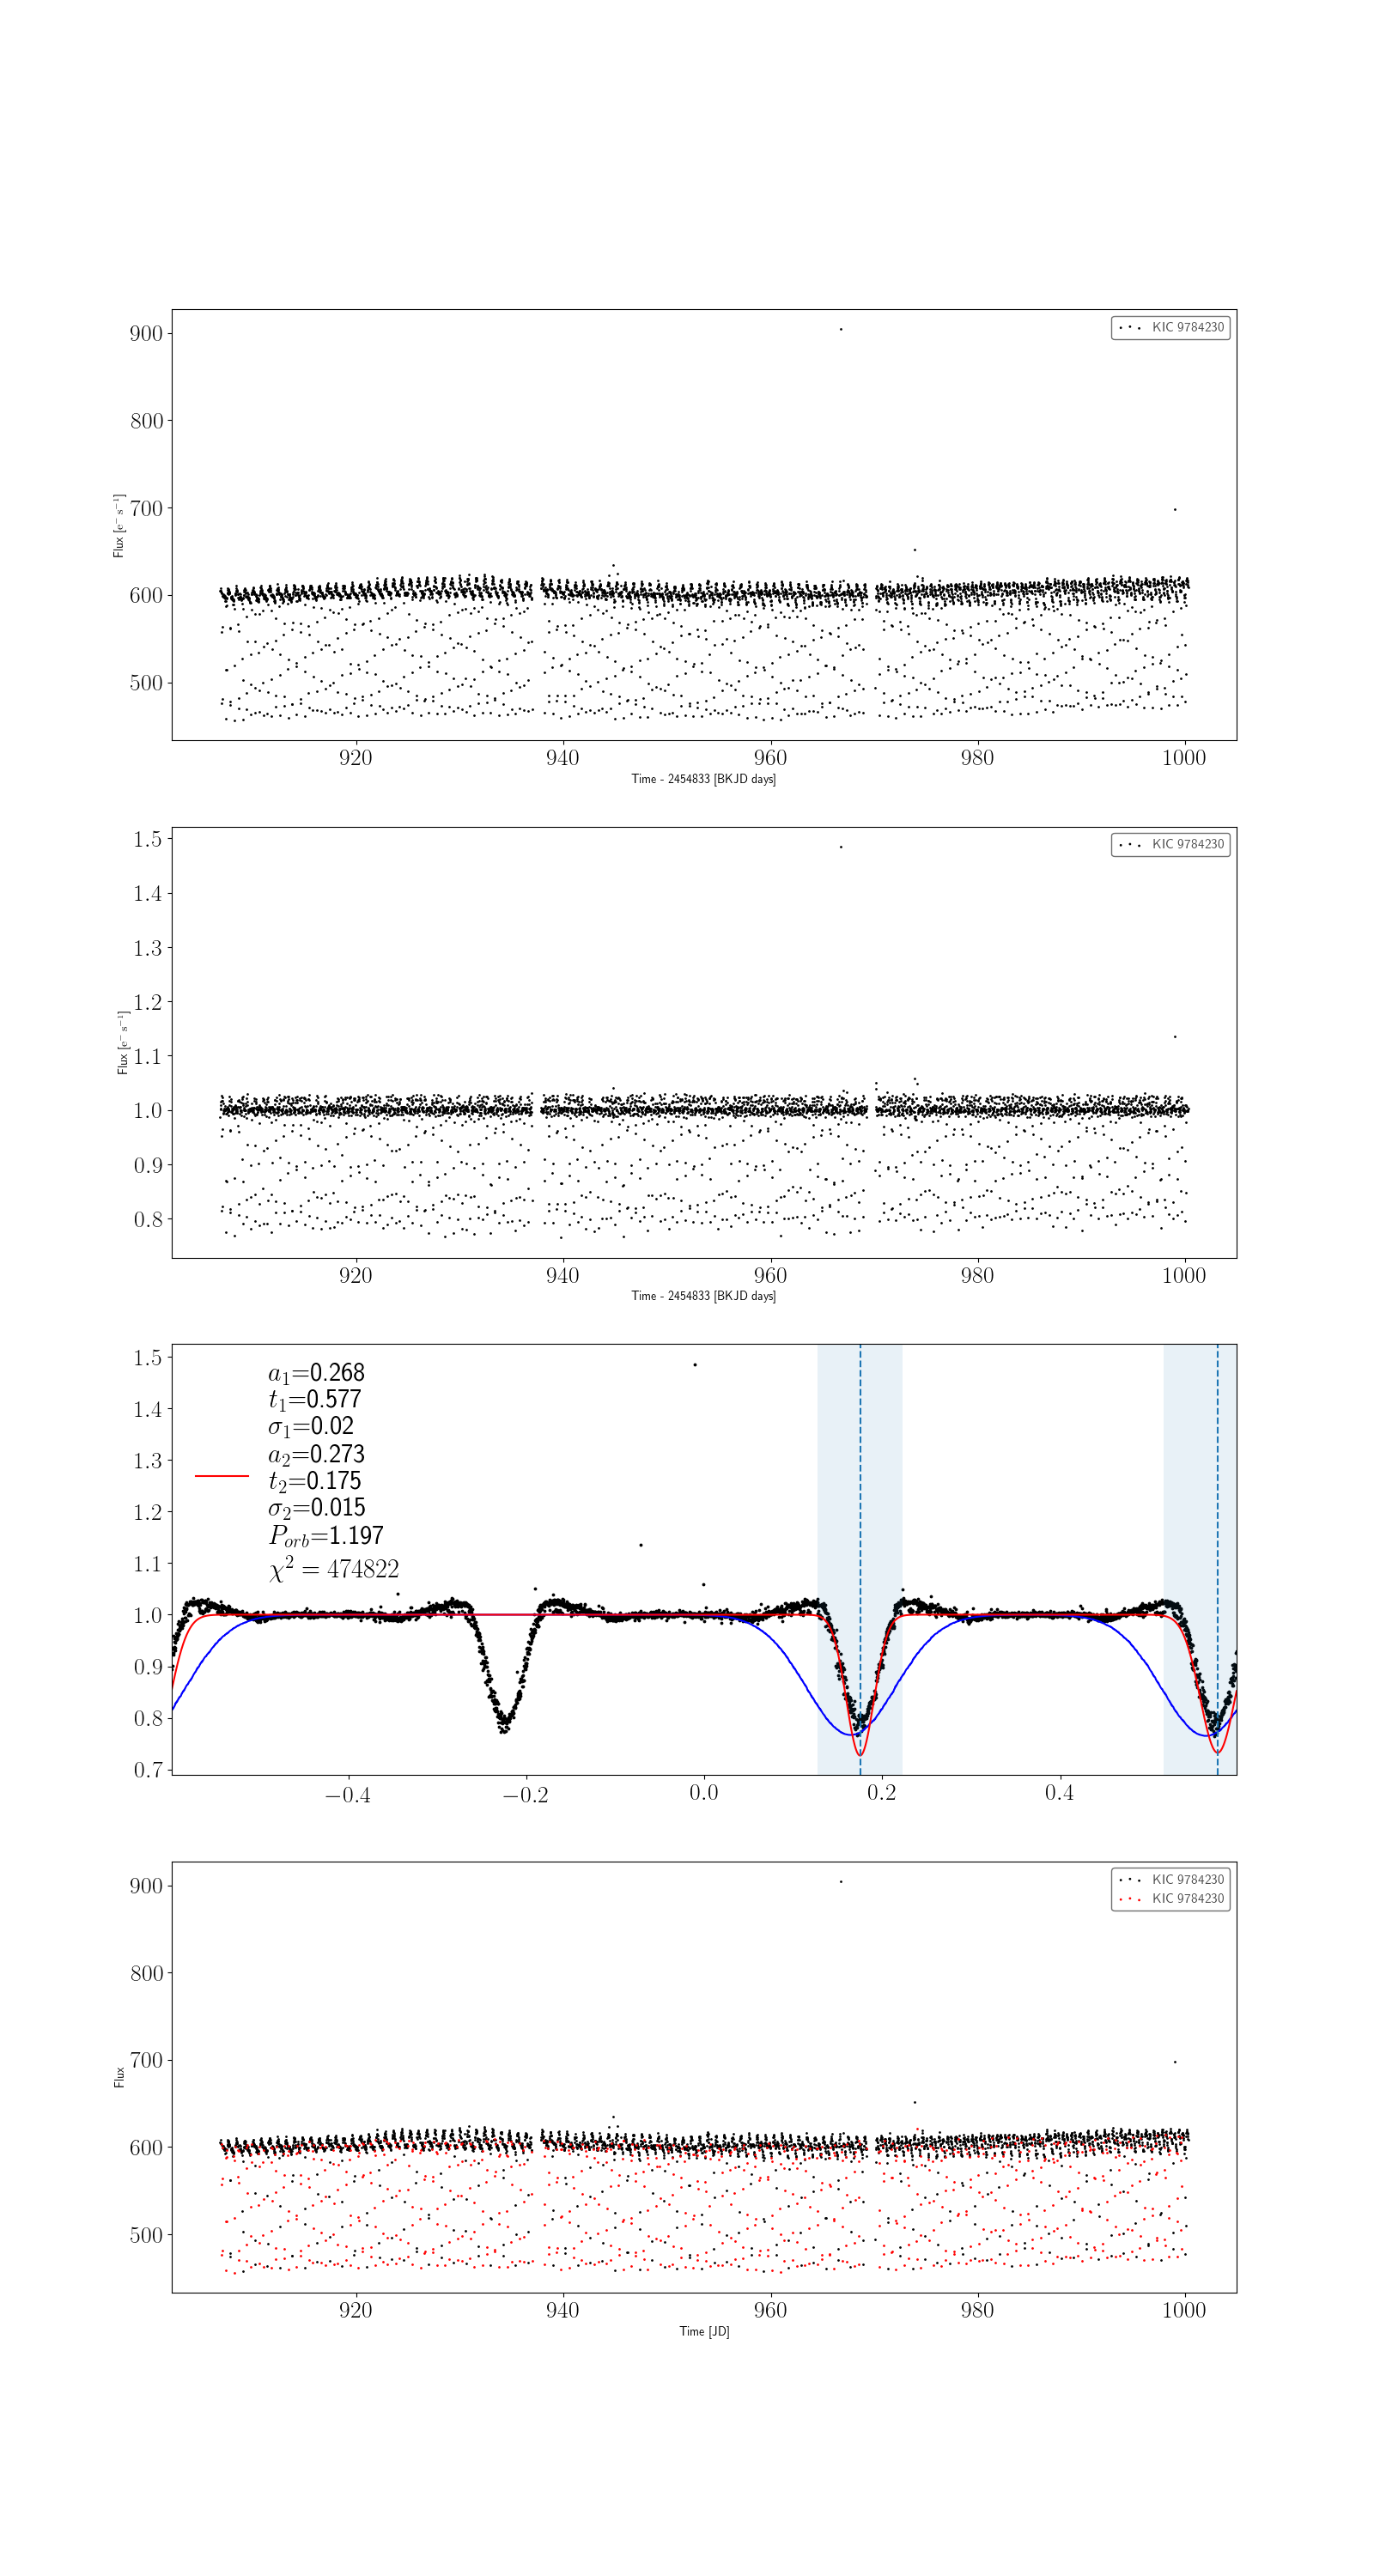 900
800
700
600
500
Flux [e⁻ s⁻¹]
KIC 9784230
920 940 960 980 1000
Time - 2454833 [BKJD days]
1.5
1.4
1.3
1.2
1.1
1.0
0.9
0.8
Flux [e⁻ s⁻¹]
KIC 9784230
920 940 960 980 1000
Time - 2454833 [BKJD days]
1.5
1.4
1.3
1.2
1.1
1.0
0.9
0.8
0.7
a₁=0.268
t₁=0.577
σ₁=0.02
a₂=0.273
t₂=0.175
σ₂=0.015
P_orb=1.197
χ² = 474822
−0.4 −0.2 0.0 0.2 0.4
900
800
700
600
500
Flux
KIC 9784230
KIC 9784230
920 940 960 980 1000
Time [JD]